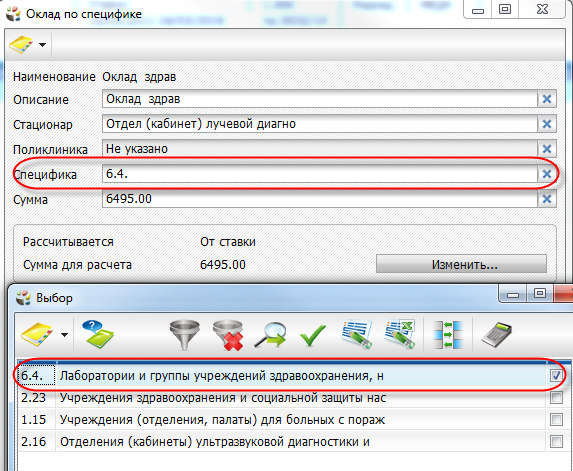 Оклад по специфике
Наименование Оклад здрав
Описание Оклад здрав
Стационар Отдел (кабинет) лучевой диагно
Поликлиника Не указано
Специфика 6.4.
Сумма 6495.00
Рассчитывается От ставки
Сумма для расчета 6495.00 Изменить...
Выбор
6.4. Лаборатории и группы учреждений здравоохранения, н
2.23 Учреждения здравоохранения и социальной защиты нас
1.15 Учреждения (отделения, палаты) для больных с пораж
2.16 Отделения (кабинеты) ультразвуковой диагностики и